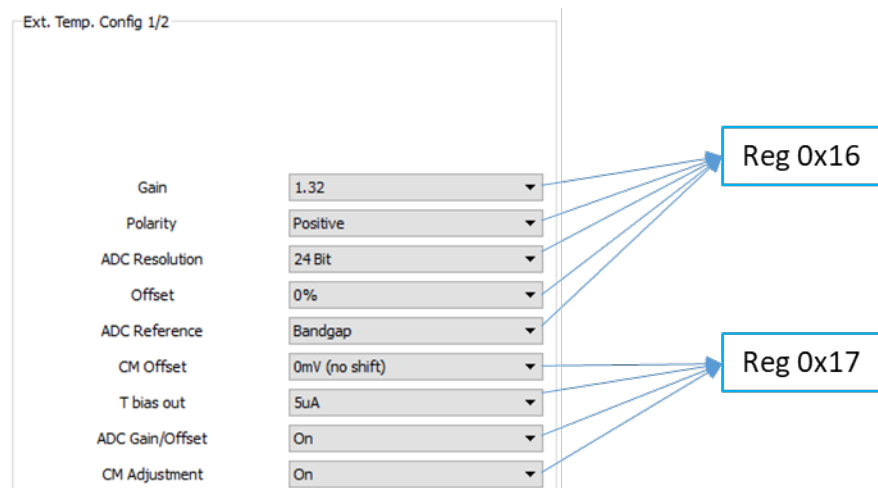 Ext. Temp. Config 1/2
Reg 0x16
Gain 1.32
Polarity Positive
ADC Resolution 24 Bit
Offset 0%
ADC Reference Bandgap
Reg 0x17
CM Offset 0mV (no shift)
T bias out 5uA
ADC Gain/Offset On
CM Adjustment On